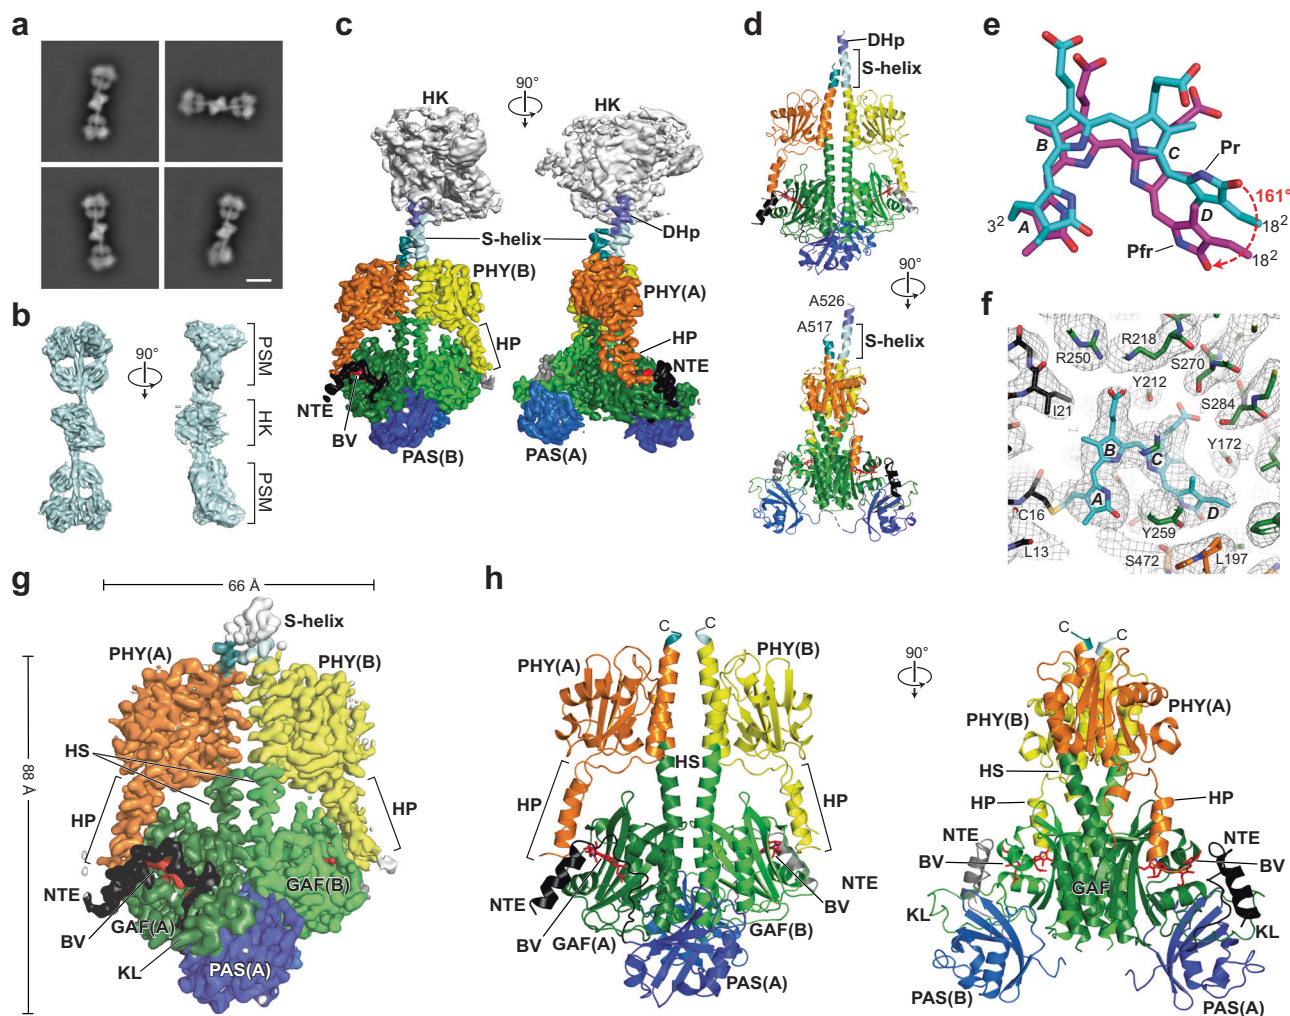 a
b
90°
PSM
HK
PSM
c
90°
HK
HK
S-helix
DHp
PHY(B)
PHY(A)
HP
HP
NTE
NTE
BV
PAS(B)
PAS(A)
d
DHp
S-helix
90°
A526
A517
S-helix
e
B
C
Pr
161°
D
3²
A
18²
Pfr
18²
f
R250
R218
S270
Y212
I21
S284
Y172
B
C
A
D
C16
Y259
L13
S472
L197
g
66 Å
S-helix
PHY(A)
PHY(B)
88 Å
HS
HP
HP
NTE
GAF(B)
GAF(A)
BV
KL
PAS(A)
h
C
C
PHY(A)
PHY(B)
HS
HP
HP
NTE
NTE
BV
BV
GAF(A)
GAF(B)
PAS(A)
90°
PHY(B)
PHY(A)
HS
HP
HP
NTE
NTE
BV
BV
GAF
KL
KL
PAS(B)
PAS(A)